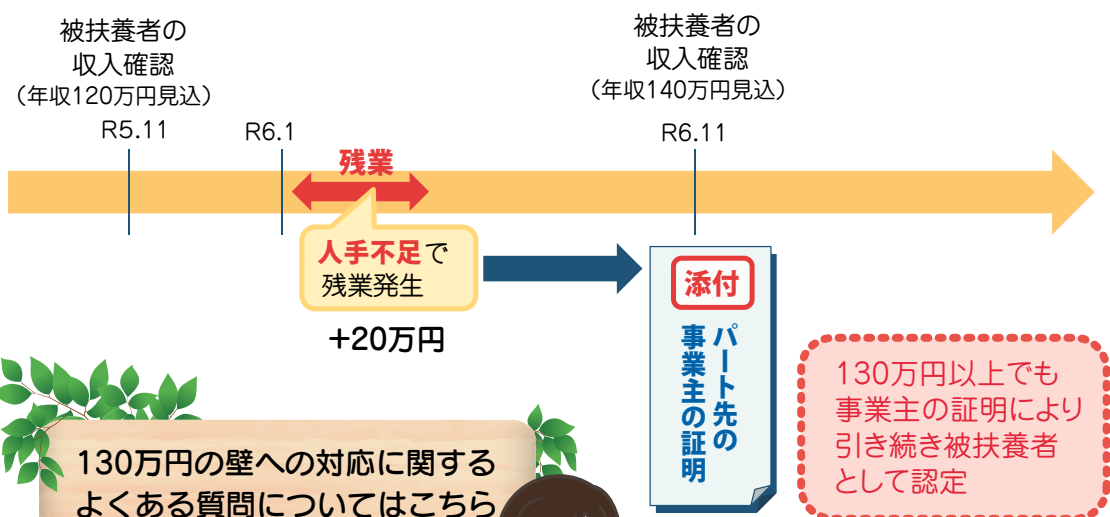 被扶養者の
収入確認
（年収120万円見込）
R5.11
R6.1
被扶養者の
収入確認
（年収140万円見込）
R6.11
残業
人手不足で
残業発生
+20万円
添付
パート先の
事業主の証明
130万円以上でも
事業主の証明により
引き続き被扶養者
として認定
130万円の壁への対応に関する
よくある質問についてはこちら